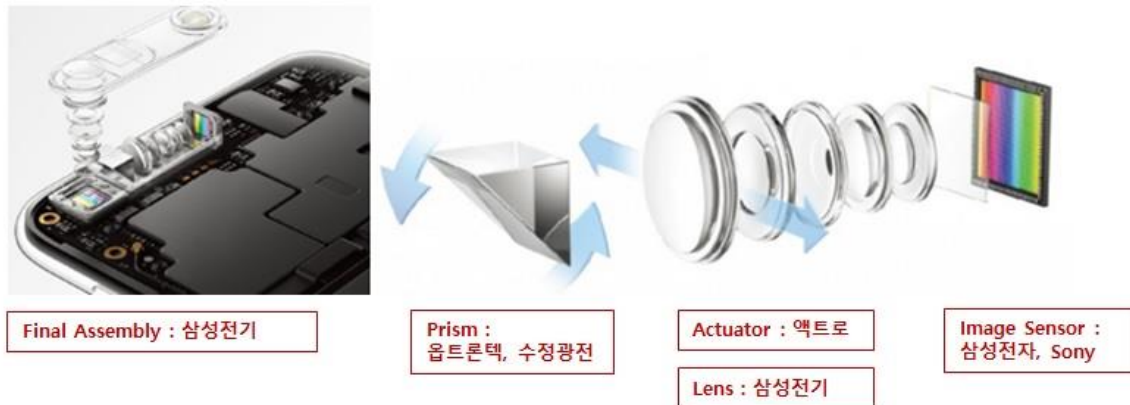 Final Assembly : 삼성전기
Prism :
옵트론텍, 수정광전
Actuator : 액트로
Lens : 삼성전기
Image Sensor :
삼성전자, Sony